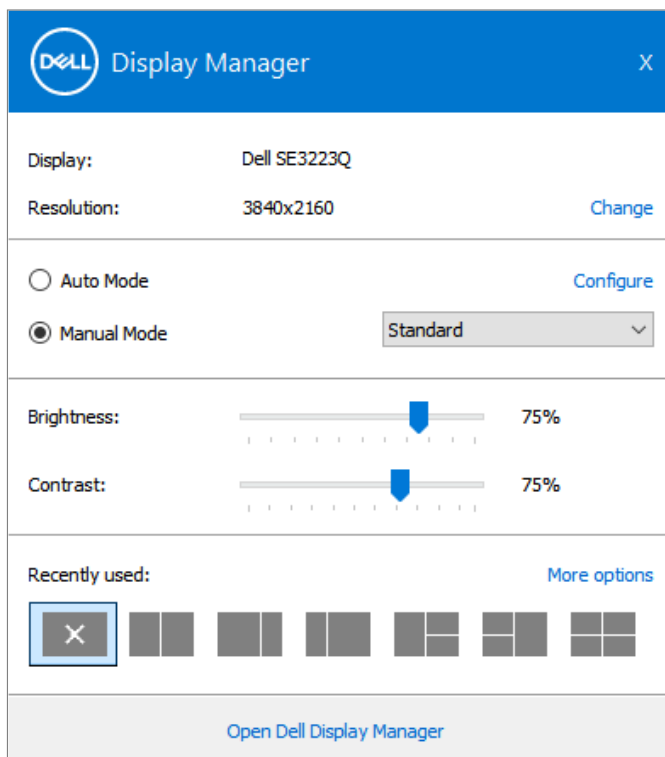 DELL Display Manager X
Display: Dell SE3223Q
Resolution: 3840x2160 Change
Auto Mode Configure
Manual Mode Standard
Brightness: 75%
Contrast: 75%
Recently used: More options
Open Dell Display Manager